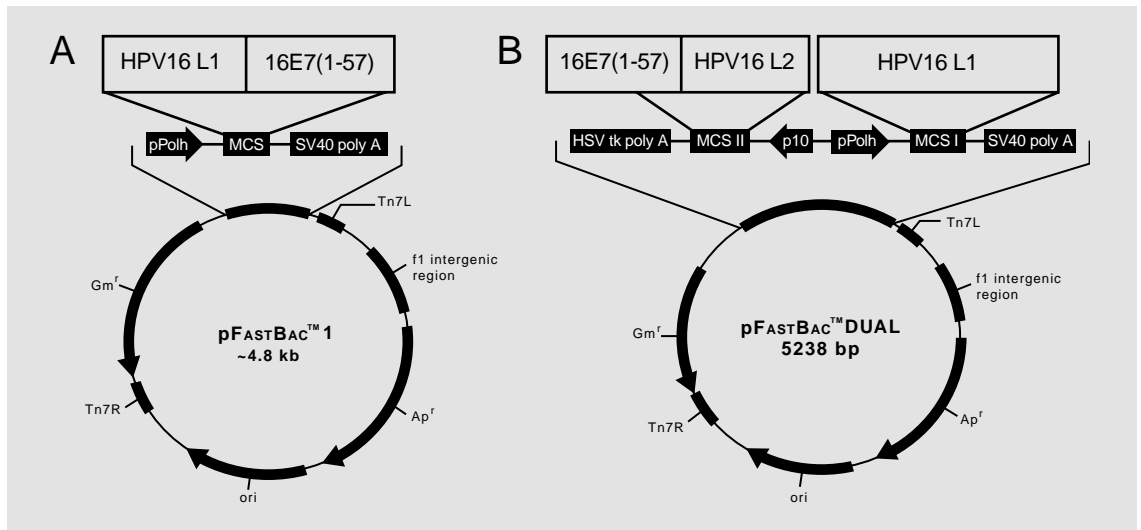 A
HPV16 L1 16E7(1-57)
pPolh MCS SV40 poly A
Tn7L
f1 intergenic
region
Gmr
pFASTBAC™1
~4.8 kb
Tn7R
Apr
ori
B
16E7(1-57) HPV16 L2 HPV16 L1
HSV tk poly A MCS II p10 pPolh MCS I SV40 poly A
Tn7L
f1 intergenic
region
Gmr
pFASTBAC™DUAL
5238 bp
Tn7R
Apr
ori